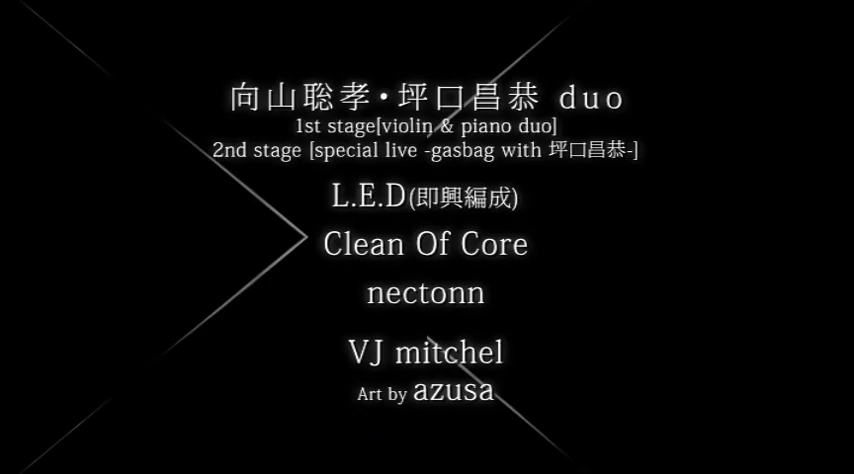 向山聡孝・坪口昌恭 duo
1st stage[violin & piano duo]
2nd stage [special live -gasbag with 坪口昌恭-]
L.E.D(即興編成)
Clean Of Core
nectonn
VJ mitchel
Art by azusa